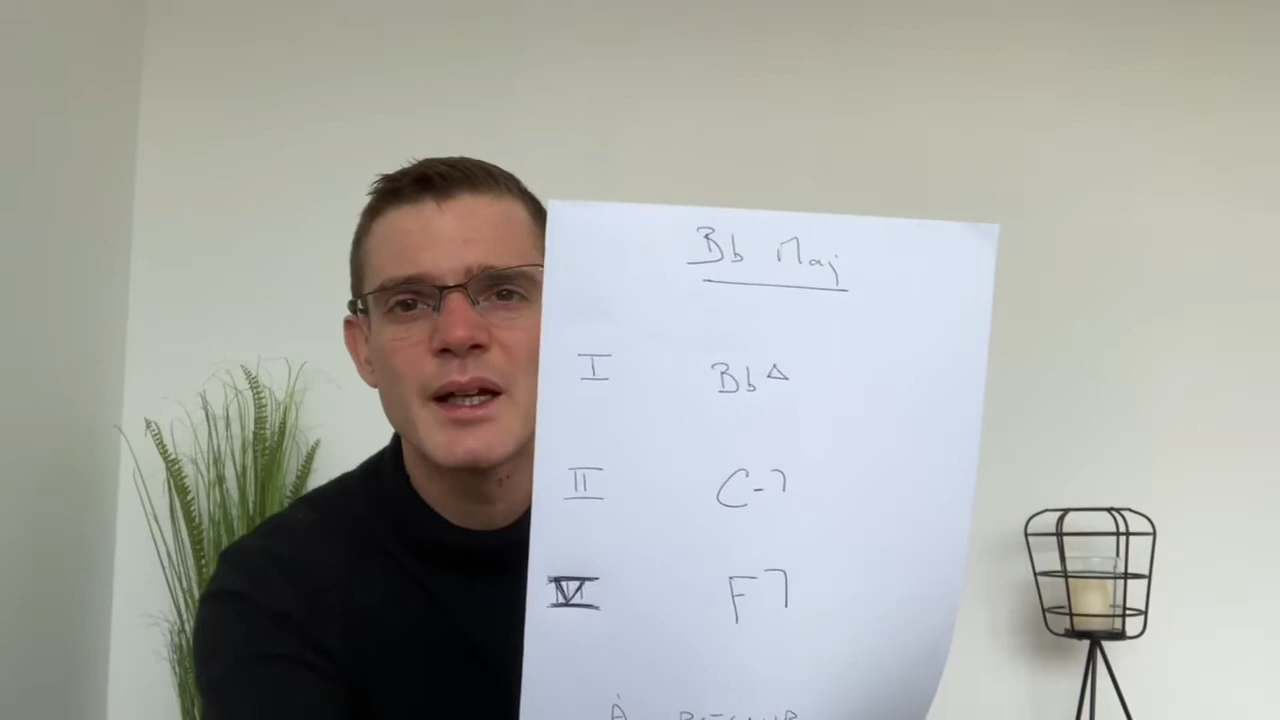 Bb Maj
I Bb△
II C-7
V F7
À